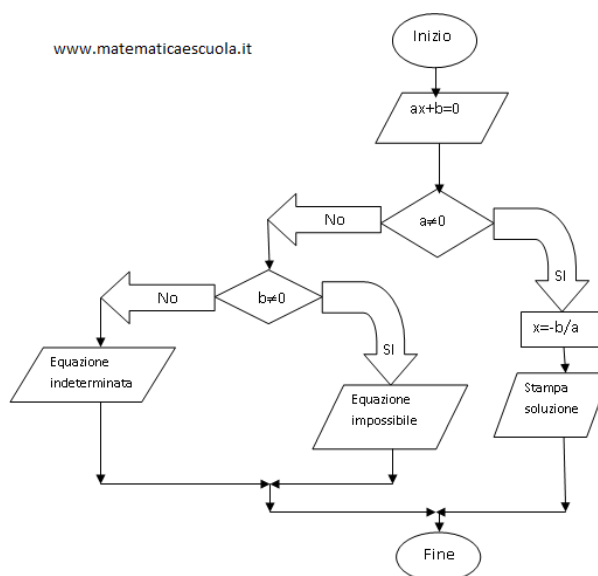 www.matematicaescuola.it
Inizio
ax+b=0
a≠0
No
SI
b≠0
No
SI
x=-b/a
Equazione
indeterminata
Equazione
impossibile
Stampa
soluzione
Fine